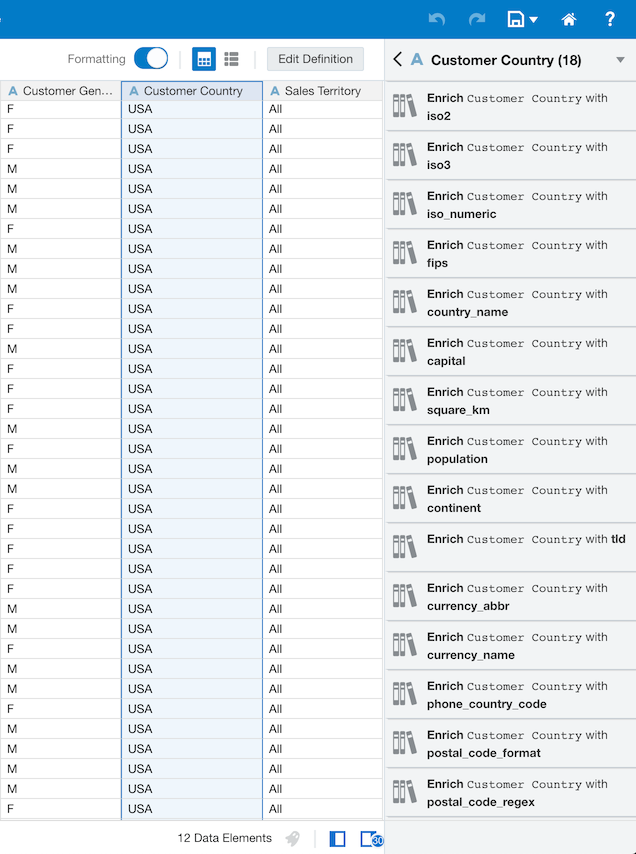 ?
Formatting
Edit Definition
A Customer Gen... A Customer Country A Sales Territory
F USA All
F USA All
F USA All
M USA All
M USA All
M USA All
F USA All
M USA All
M USA All
M USA All
F USA All
F USA All
M USA All
F USA All
F USA All
F USA All
M USA All
F USA All
M USA All
M USA All
F USA All
F USA All
F USA All
F USA All
F USA All
M USA All
M USA All
F USA All
M USA All
M USA All
F USA All
M USA All
M USA All
M USA All
M USA All
F USA All
12 Data Elements
30
A Customer Country (18)
Enrich Customer Country with
iso2
Enrich Customer Country with
iso3
Enrich Customer Country with
iso_numeric
Enrich Customer Country with
fips
Enrich Customer Country with
country_name
Enrich Customer Country with
capital
Enrich Customer Country with
square_km
Enrich Customer Country with
population
Enrich Customer Country with
continent
Enrich Customer Country with tld
Enrich Customer Country with
currency_abbr
Enrich Customer Country with
currency_name
Enrich Customer Country with
phone_country_code
Enrich Customer Country with
postal_code_format
Enrich Customer Country with
postal_code_regex